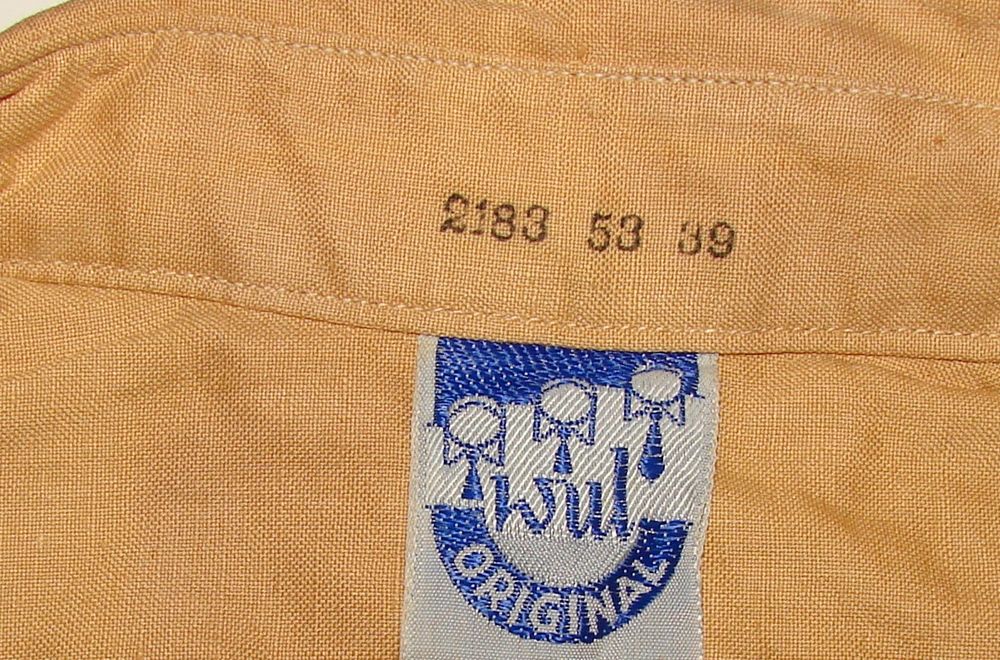 2183 53 39
wul
ORIGINAL